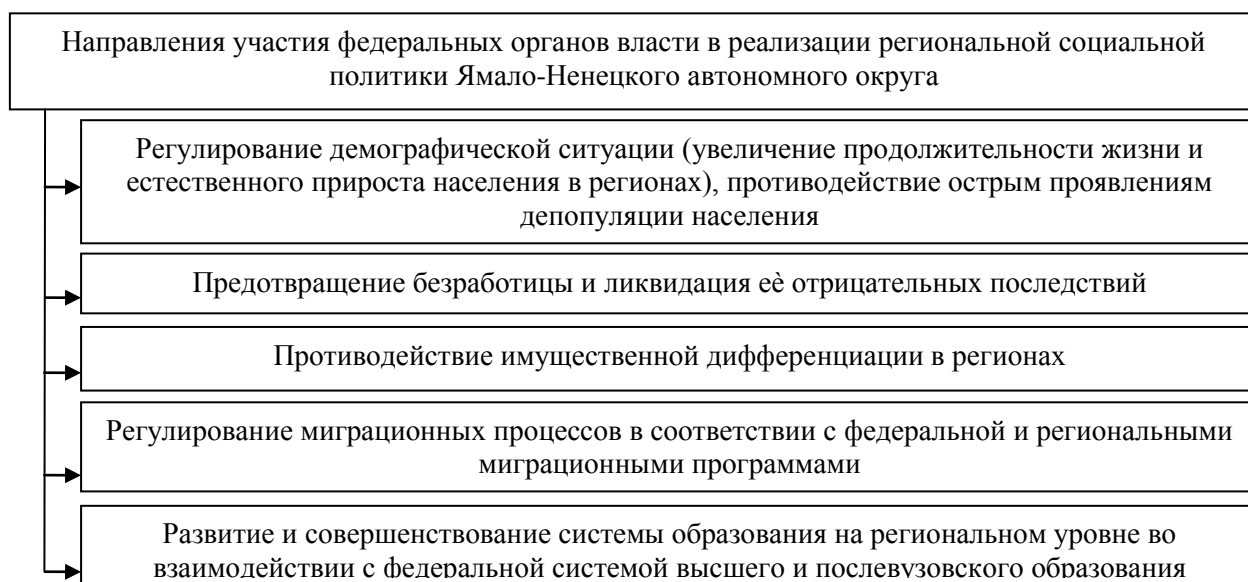 Направления участия федеральных органов власти в реализации региональной социальной
политики Ямало-Ненецкого автономного округа
Регулирование демографической ситуации (увеличение продолжительности жизни и
естественного прироста населения в регионах), противодействие острым проявлениям
депопуляции населения
Предотвращение безработицы и ликвидация еѐ отрицательных последствий
Противодействие имущественной дифференциации в регионах
Регулирование миграционных процессов в соответствии с федеральной и региональными
миграционными программами
Развитие и совершенствование системы образования на региональном уровне во
взаимодействии с федеральной системой высшего и послевузовского образования